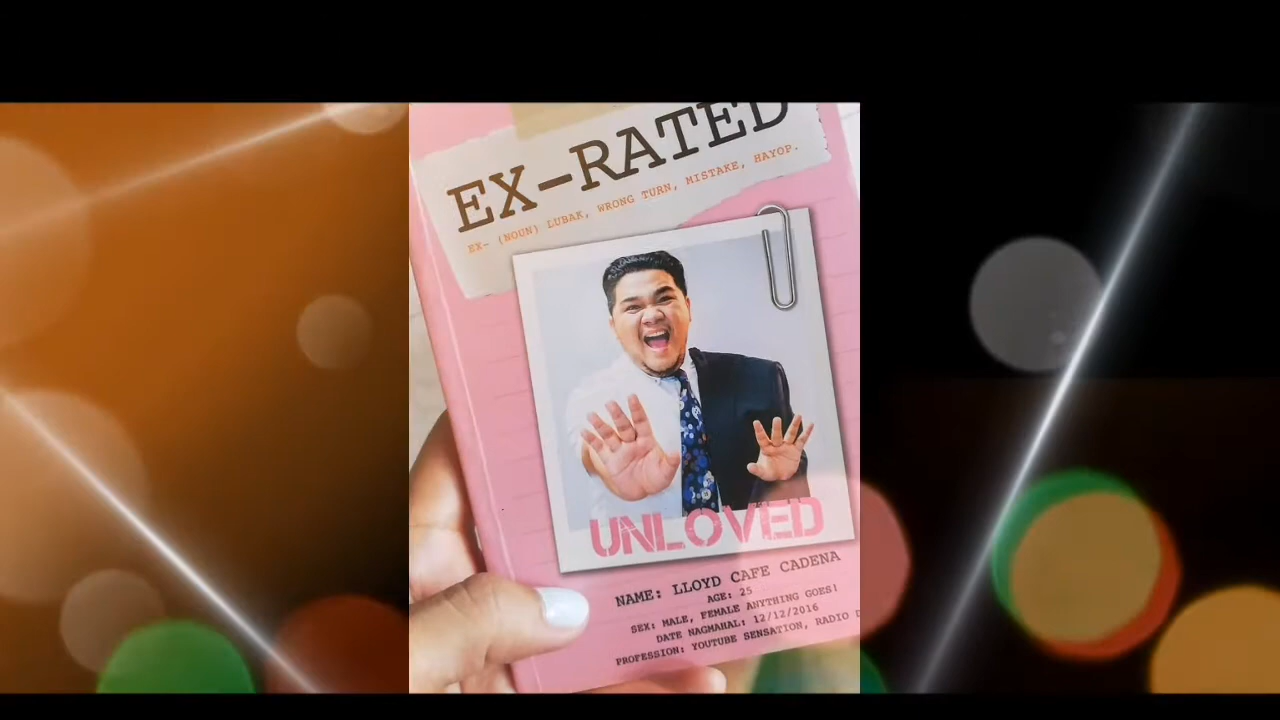 EX-RATED
EX- (NOUN) LUBAK, WRONG TURN, MISTAKE, HAYOP.
UNLOVED
NAME: LLOYD CAFE CADENA
AGE: 25
SEX: MALE, FEMALE ANYTHING GOES!
DATE NAGMAHAL: 12/12/2016
PROFESSION: YOUTUBE SENSATION, RADIO